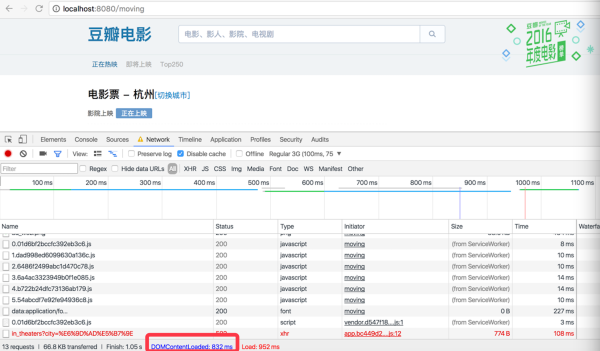 localhost:8080/moving
豆瓣电影
电影、影人、影院、电视剧
2016
年度电影
正在热映 即将上映 Top250
电影票 – 杭州[切换城市]
影院上映 正在上映
Elements Console Sources Network Timeline Application Profiles Security Audits
View: Preserve log Disable cache Offline Regular 3G (100ms, 75
Filter Regex Hide data URLs All XHR JS CSS Img Media Font Doc WS Manifest Other
100 ms 200 ms 300 ms 400 ms 500 ms 600 ms 700 ms 800 ms 900 ms 1000 ms 1100 ms
Name Status Type Initiator Size Time Waterfa
0.01d6bf2bccfc392eb3c6.js 200 javascript moving (from ServiceWorker) 8 ms
1.dad998ed6099630a136c.js 200 javascript moving (from ServiceWorker) 10 ms
2.6486f2499abc1d470c78.js 200 javascript moving (from ServiceWorker) 10 ms
3.6a4ac3323949b0f1e085.js 200 javascript moving (from ServiceWorker) 14 ms
4.b722b24dfc73136ab179.js 200 javascript moving (from ServiceWorker) 14 ms
5.54abcdf7e92fe94936c8.js 200 javascript moving (from ServiceWorker) 10 ms
data:application/fo... 200 font moving 0 B 227 ms
0.01d6bf2bccfc392eb3c6.js 200 script vendor.d547f18...js:1 (from ServiceWorker) 3 ms
in_theaters?city=%E6%9D%AD%E5%B7%9E xhr app.bc449d2...js:12 774 B 108 ms
13 requests | 66.8 KB transferred | Finish: 1.05 s | DOMContentLoaded: 832 ms | Load: 952 ms